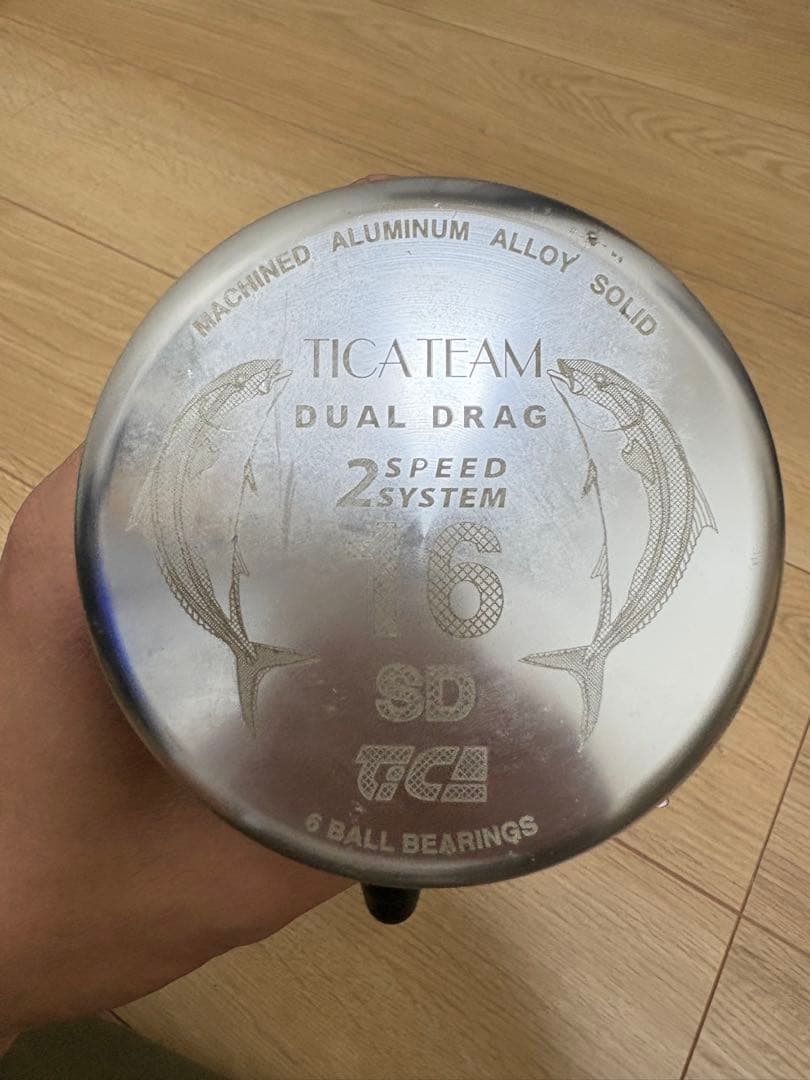 MACHINED ALUMINUM ALLOY SOLID
TICA TEAM
DUAL DRAG
2 SPEED
SYSTEM
16
SD
TiCA
6 BALL BEARINGS